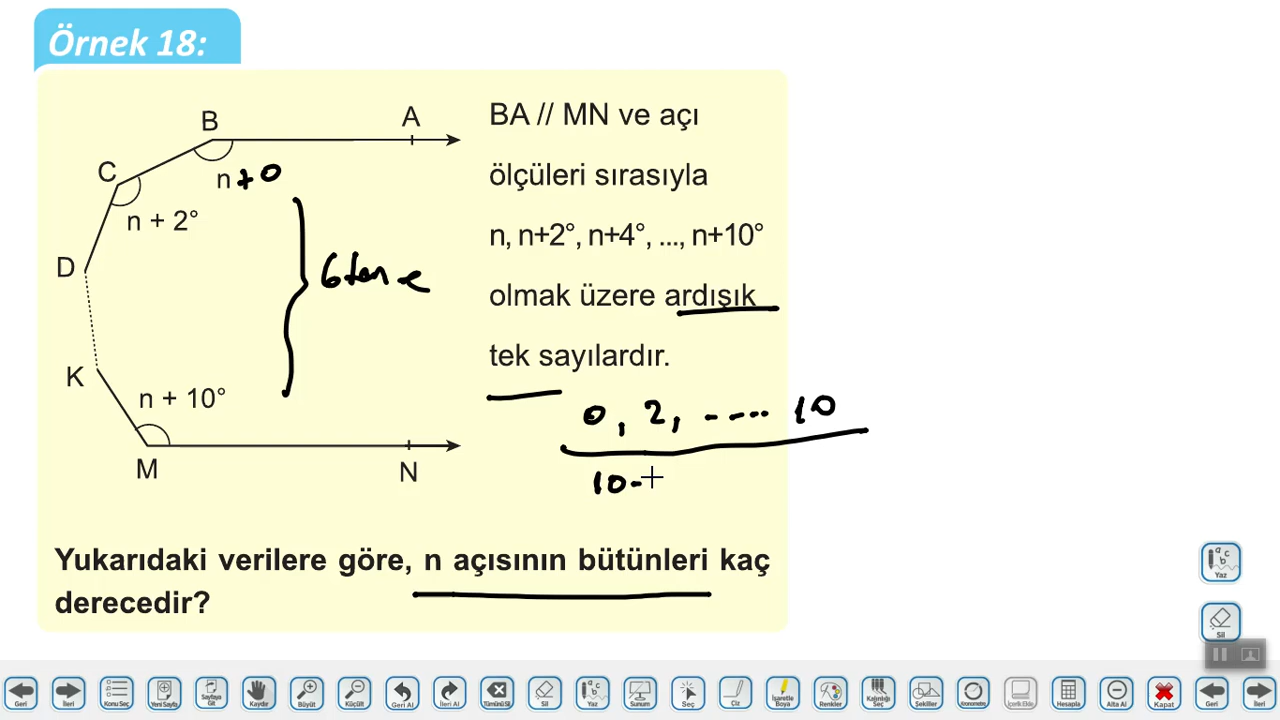 Örnek 18:
B
A
BA // MN ve açı
C
n + 0
ölçüleri sırasıyla
n + 2°
n, n+2°, n+4°, ..., n+10°
D
6 tane
olmak üzere ardışık
tek sayılardır.
K
n + 10°
0, 2, ..... 10
M
N
10-
Yukarıdaki verilere göre, n açısının bütünleri kaç
derecedir?
Yaz
Sil
Geri
İleri
Konu Seç
Yeni Sayfa
Sayfaya Git
Kaydır
Büyüt
Küçült
Geri Al
İleri Al
Tümünü Sil
Sil
Yaz
Sunum
Seç
Çiz
İşaretle Boya
Renkler
Kalınlığı Seç
Şekiller
Kronometre
İçerik Ekle
Hesapla
Alta Al
Kapat
Geri
İleri